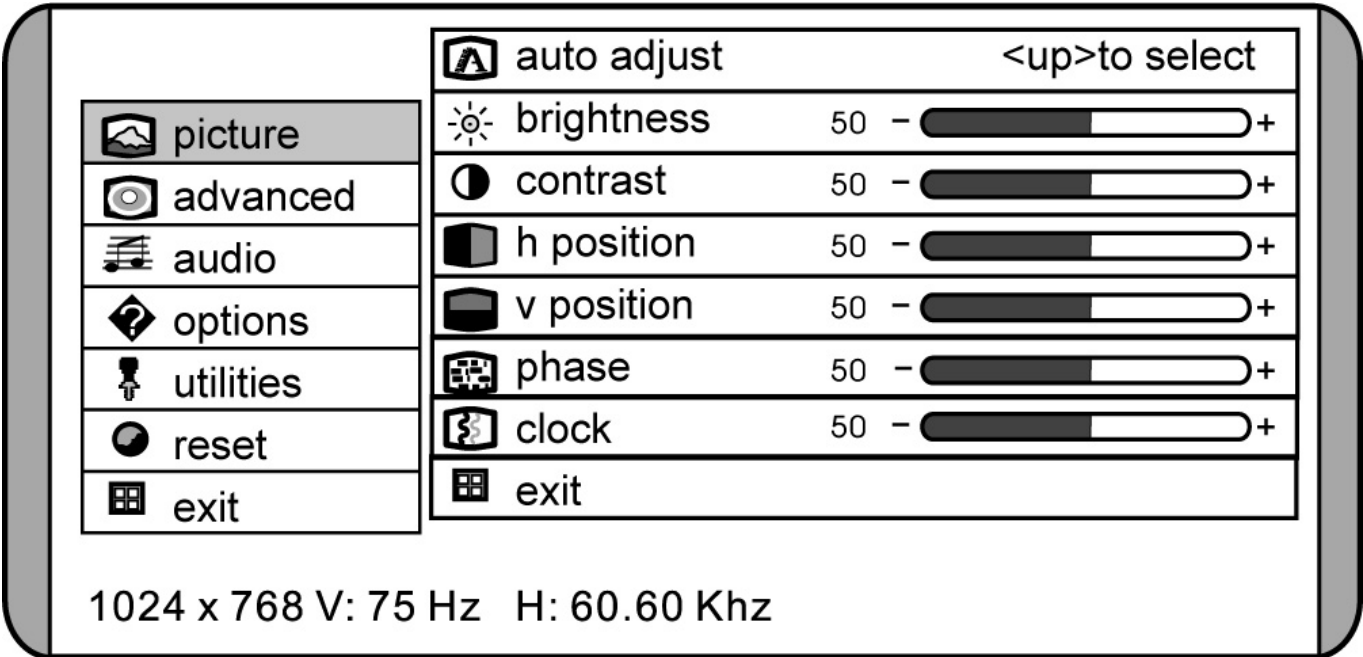 picture
advanced
audio
options
utilities
reset
exit
auto adjust <up>to select
brightness 50 - +
contrast 50 - +
h position 50 - +
v position 50 - +
phase 50 - +
clock 50 - +
exit
1024 x 768 V: 75 Hz H: 60.60 Khz